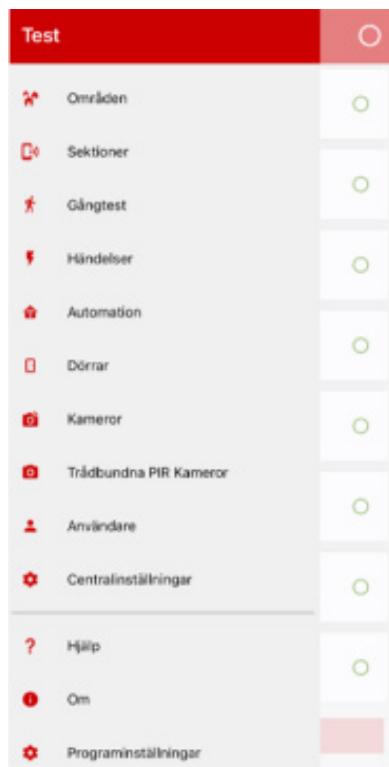 Test
Områden
Sektioner
Gångtest
Händelser
Automation
Dörrar
Kameror
Trådbundna PIR Kameror
Användare
Centralinställningar
Hjälp
Om
Programinställningar